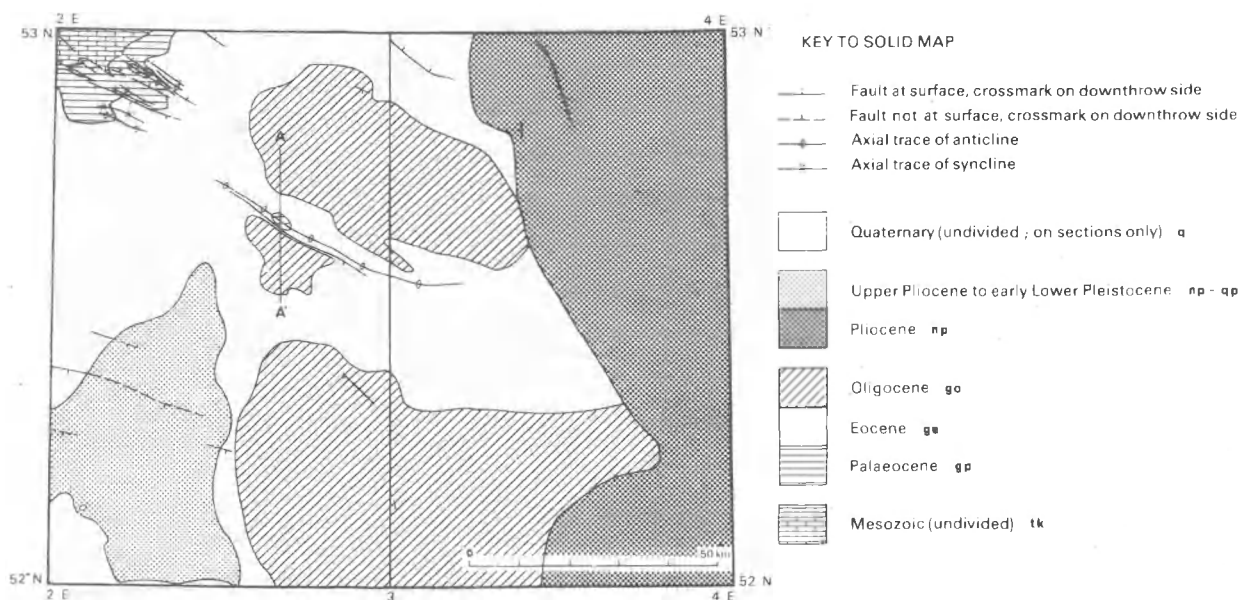 2 E
4 E
53 N
53 N
KEY TO SOLID MAP
Fault at surface, crossmark on downthrow side
Fault not at surface, crossmark on downthrow side
Axial trace of anticline
Axial trace of syncline
Quaternary (undivided ; on sections only) q
Upper Pliocene to early Lower Pleistocene np - qp
Pliocene np
Oligocene go
Eocene ge
Palaeocene gp
Mesozoic (undivided) tk
A
A'
0
50 km
52° N
52 N
2 E
3
4 E